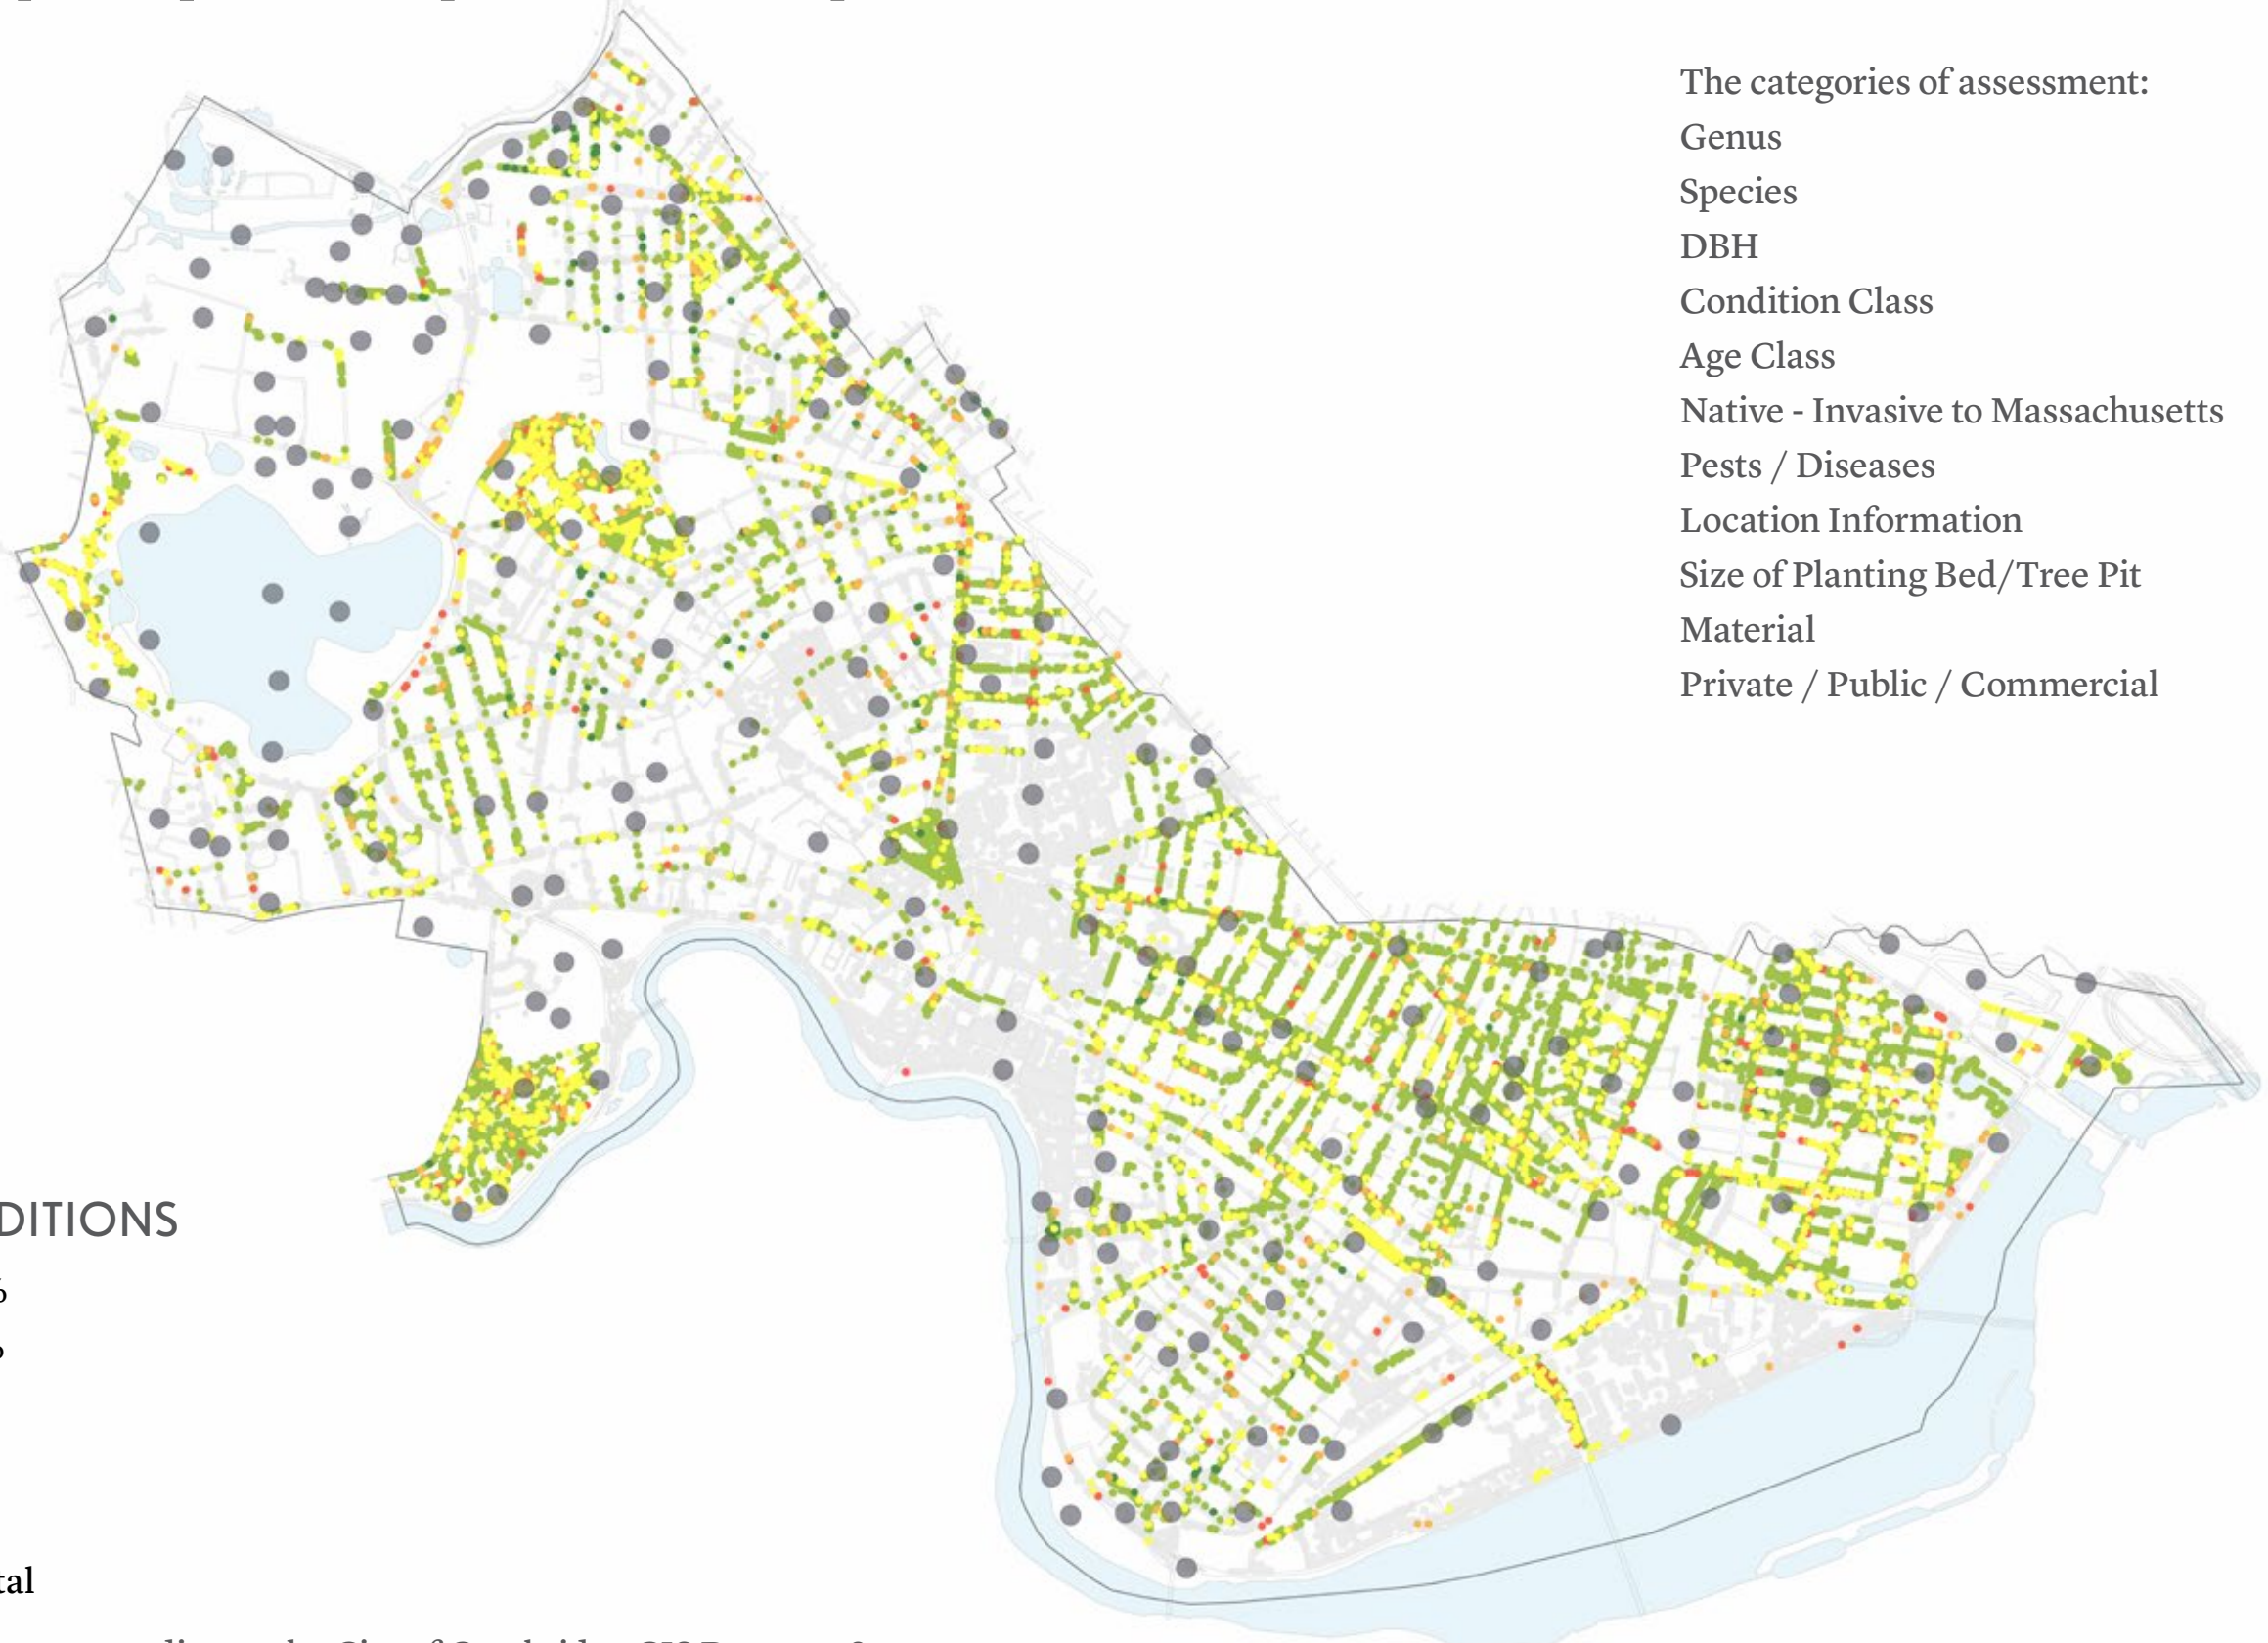 The categories of assessment:
Genus
Species
DBH
Condition Class
Age Class
Native - Invasive to Massachusetts
Pests / Diseases
Location Information
Size of Planting Bed/Tree Pit
Material
Private / Public / Commercial
DITIONS
%
tal